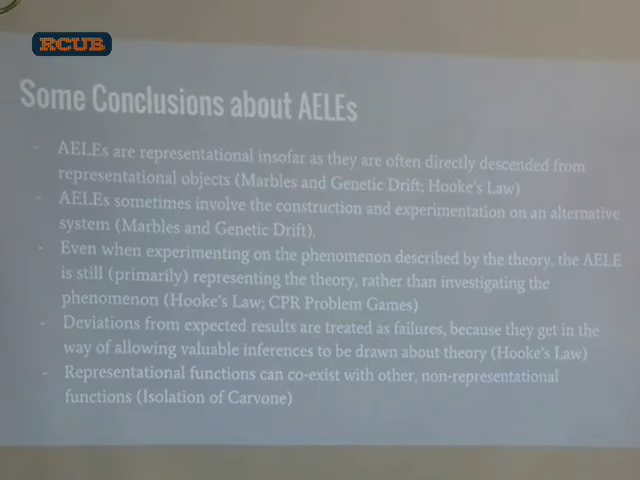 RCUB
Some Conclusions about AELEs
- AELEs are representational insofar as they are often directly descended from
representational objects (Marbles and Genetic Drift; Hooke's Law)
- AELEs sometimes involve the construction and experimentation on an alternative
system (Marbles and Genetic Drift).
- Even when experimenting on the phenomenon described by the theory, the AELE
is still (primarily) representing the theory, rather than investigating the
phenomenon (Hooke's Law; CPR Problem Games)
- Deviations from expected results are treated as failures, because they get in the
way of allowing valuable inferences to be drawn about theory (Hooke's Law)
- Representational functions can co-exist with other, non-representational
functions (Isolation of Carvone)